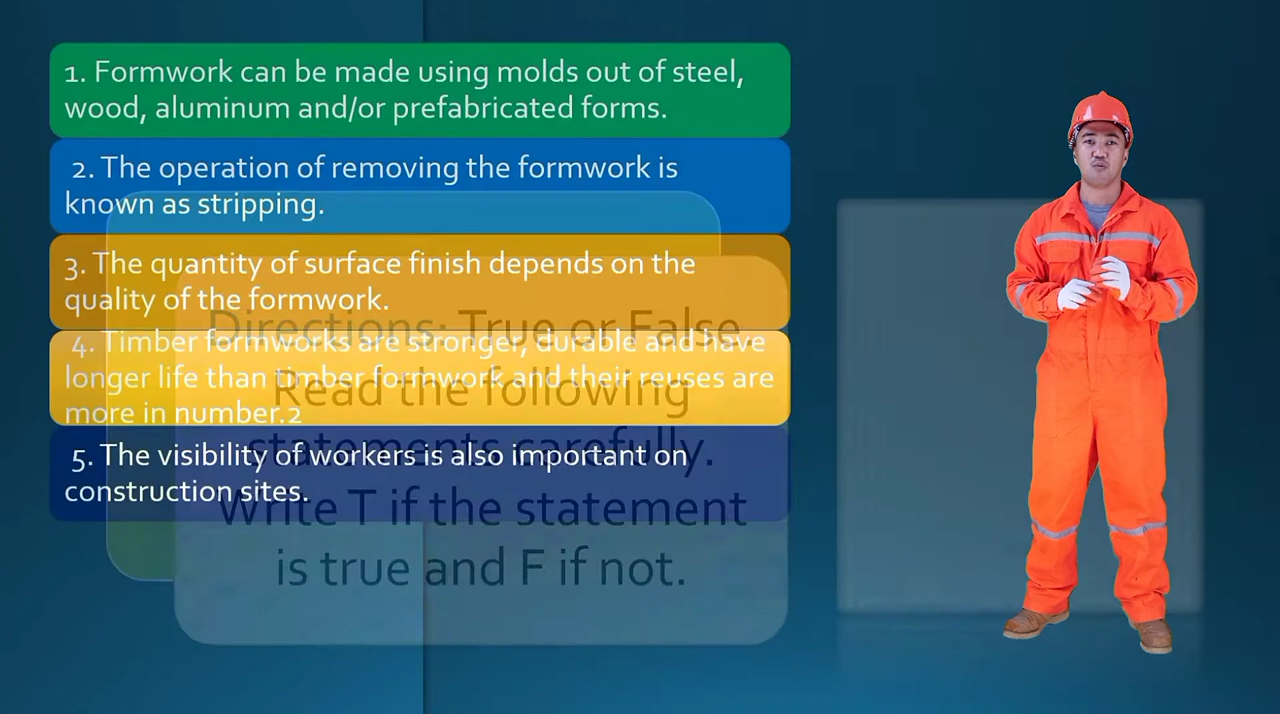 1. Formwork can be made using molds out of steel,
wood, aluminum and/or prefabricated forms.
2. The operation of removing the formwork is
known as stripping.
3. The quantity of surface finish depends on the
quality of the formwork.
4. Timber formworks are stronger, durable and have
longer life than timber formwork and their reuses are
more in number.2
5. The visibility of workers is also important on
construction sites.
Directions: True or False.
Read the following
statements carefully.
Write T if the statement
is true and F if not.